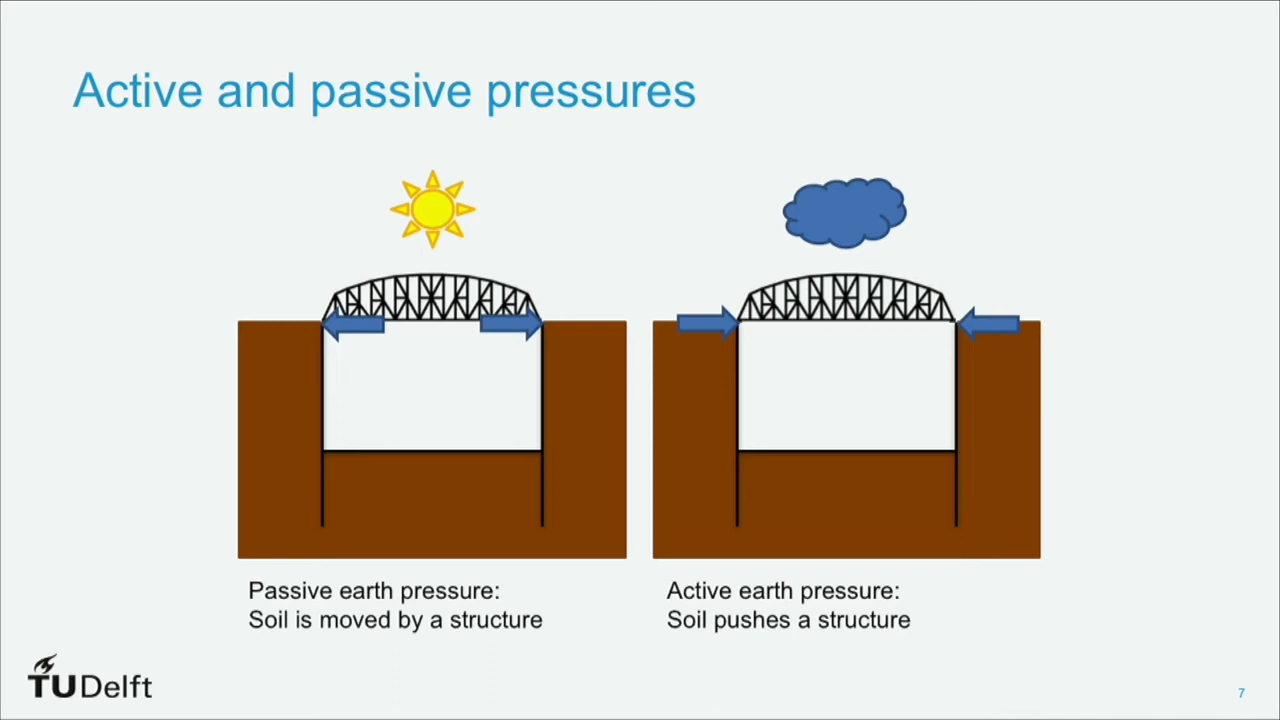 Active and passive pressures
Passive earth pressure:
Soil is moved by a structure
Active earth pressure:
Soil pushes a structure
TUDelft
7